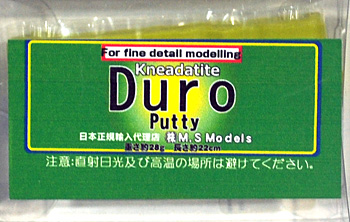 For fine detail modelling
Kneadatite
Duro
Putty
日本正規輸入代理店 ㈱M.S Models
重さ約28g 長さ約22cm
注意:直射日光及び高温の場所は避けてください。